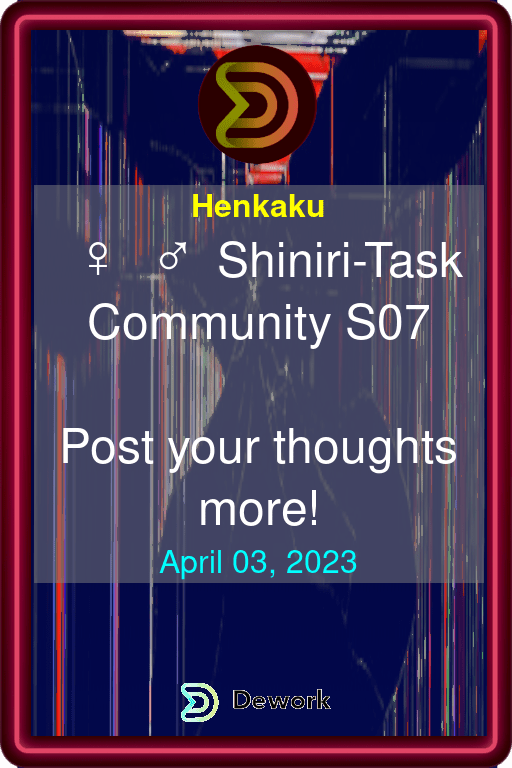 Henkaku
♀ ♂ Shiniri-Task
Community S07
Post your thoughts
more!
April 03, 2023
Dework